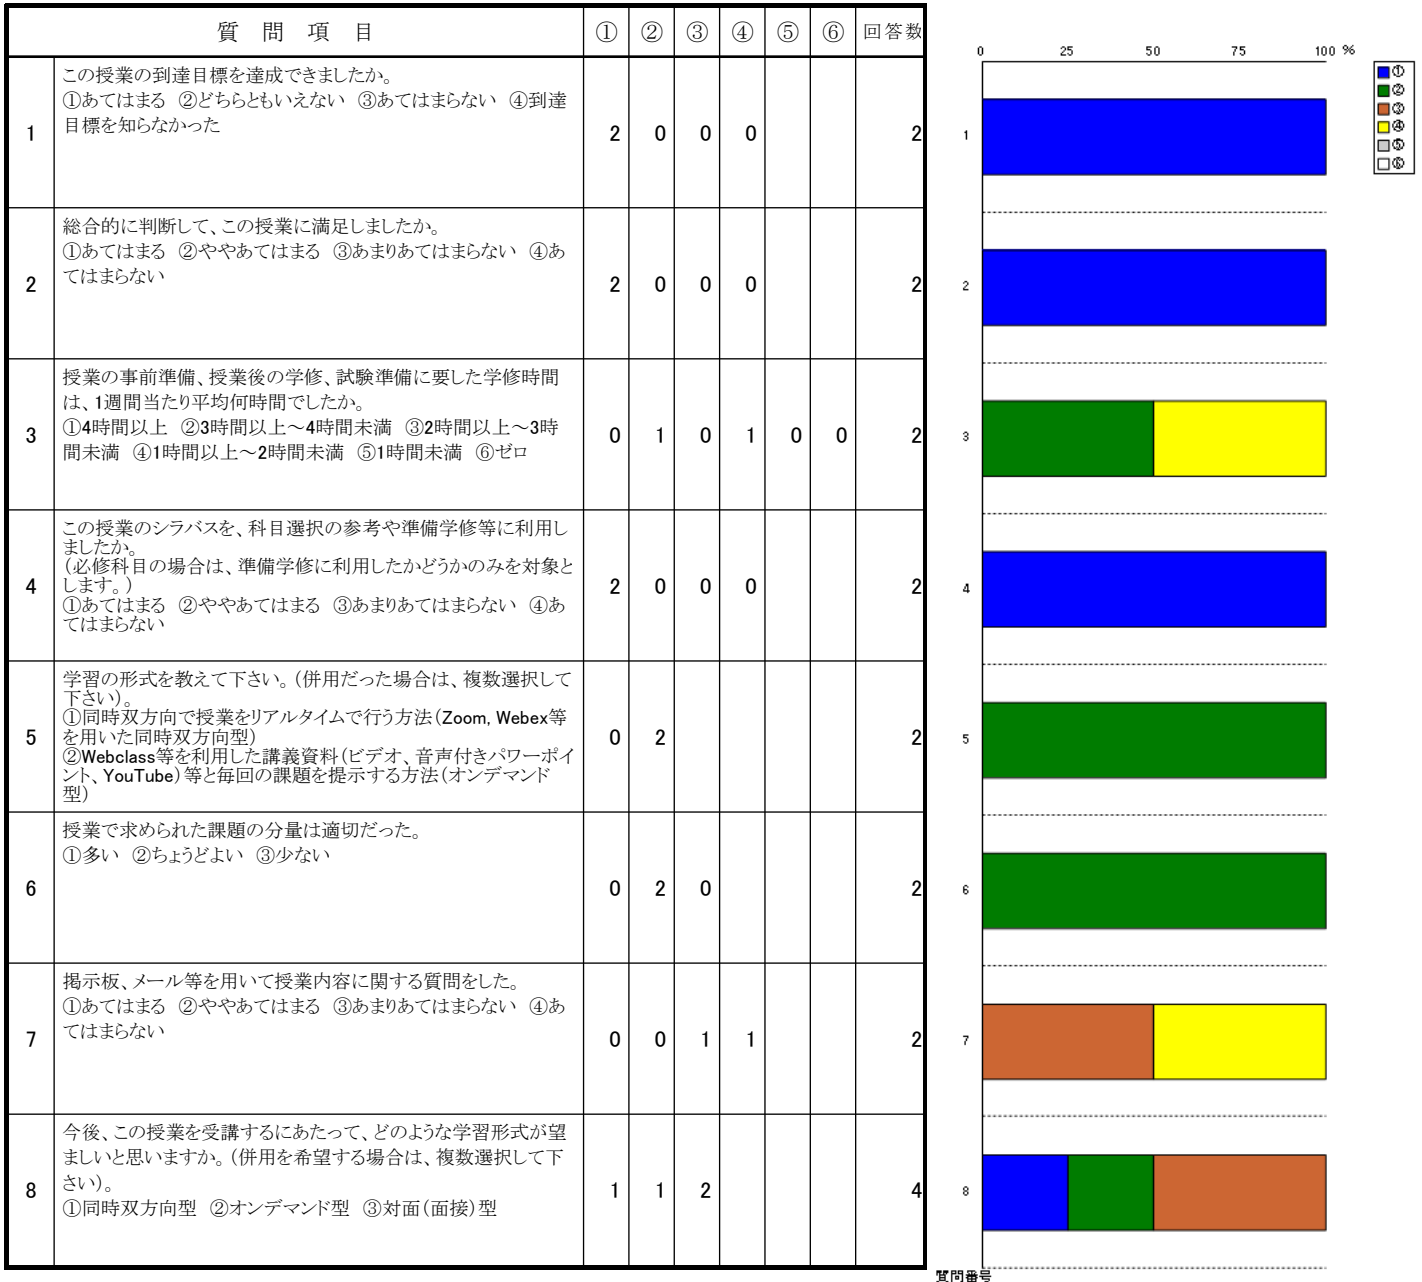 質 問 項 目 ① ② ③ ④ ⑤ ⑥ 回答数
1 この授業の到達目標を達成できましたか。
①あてはまる ②どちらともいえない ③あてはまらない ④到達
目標を知らなかった
2 0 0 0 2
2 総合的に判断して、この授業に満足しましたか。
①あてはまる ②ややあてはまる ③あまりあてはまらない ④あ
てはまらない
2 0 0 0 2
3 授業の事前準備、授業後の学修、試験準備に要した学修時間
は、1週間当たり平均何時間でしたか。
①4時間以上 ②3時間以上～4時間未満 ③2時間以上～3時
間未満 ④1時間以上～2時間未満 ⑤1時間未満 ⑥ゼロ
0 1 0 1 0 0 2
4 この授業のシラバスを、科目選択の参考や準備学修等に利用し
ましたか。
(必修科目の場合は、準備学修に利用したかどうかのみを対象と
します。)
①あてはまる ②ややあてはまる ③あまりあてはまらない ④あ
てはまらない
2 0 0 0 2
5 学習の形式を教えて下さい。(併用だった場合は、複数選択して
下さい)。
①同時双方向で授業をリアルタイムで行う方法(Zoom, Webex等
を用いた同時双方向型)
②Webclass等を利用した講義資料(ビデオ、音声付きパワーポイ
ント、YouTube)等と毎回の課題を提示する方法(オンデマンド
型)
0 2 2
6 授業で求められた課題の分量は適切だった。
①多い ②ちょうどよい ③少ない
0 2 0 2
7 掲示板、メール等を用いて授業内容に関する質問をした。
①あてはまる ②ややあてはまる ③あまりあてはまらない ④あ
てはまらない
0 0 1 1 2
8 今後、この授業を受講するにあたって、どのような学習形式が望
ましいと思いますか。(併用を希望する場合は、複数選択して下
さい)。
①同時双方向型 ②オンデマンド型 ③対面(面接)型
1 1 2 4
0 25 50 75 100 %
1
2
3
4
5
6
7
8
質問番号
①
②
③
④
⑤
⑥